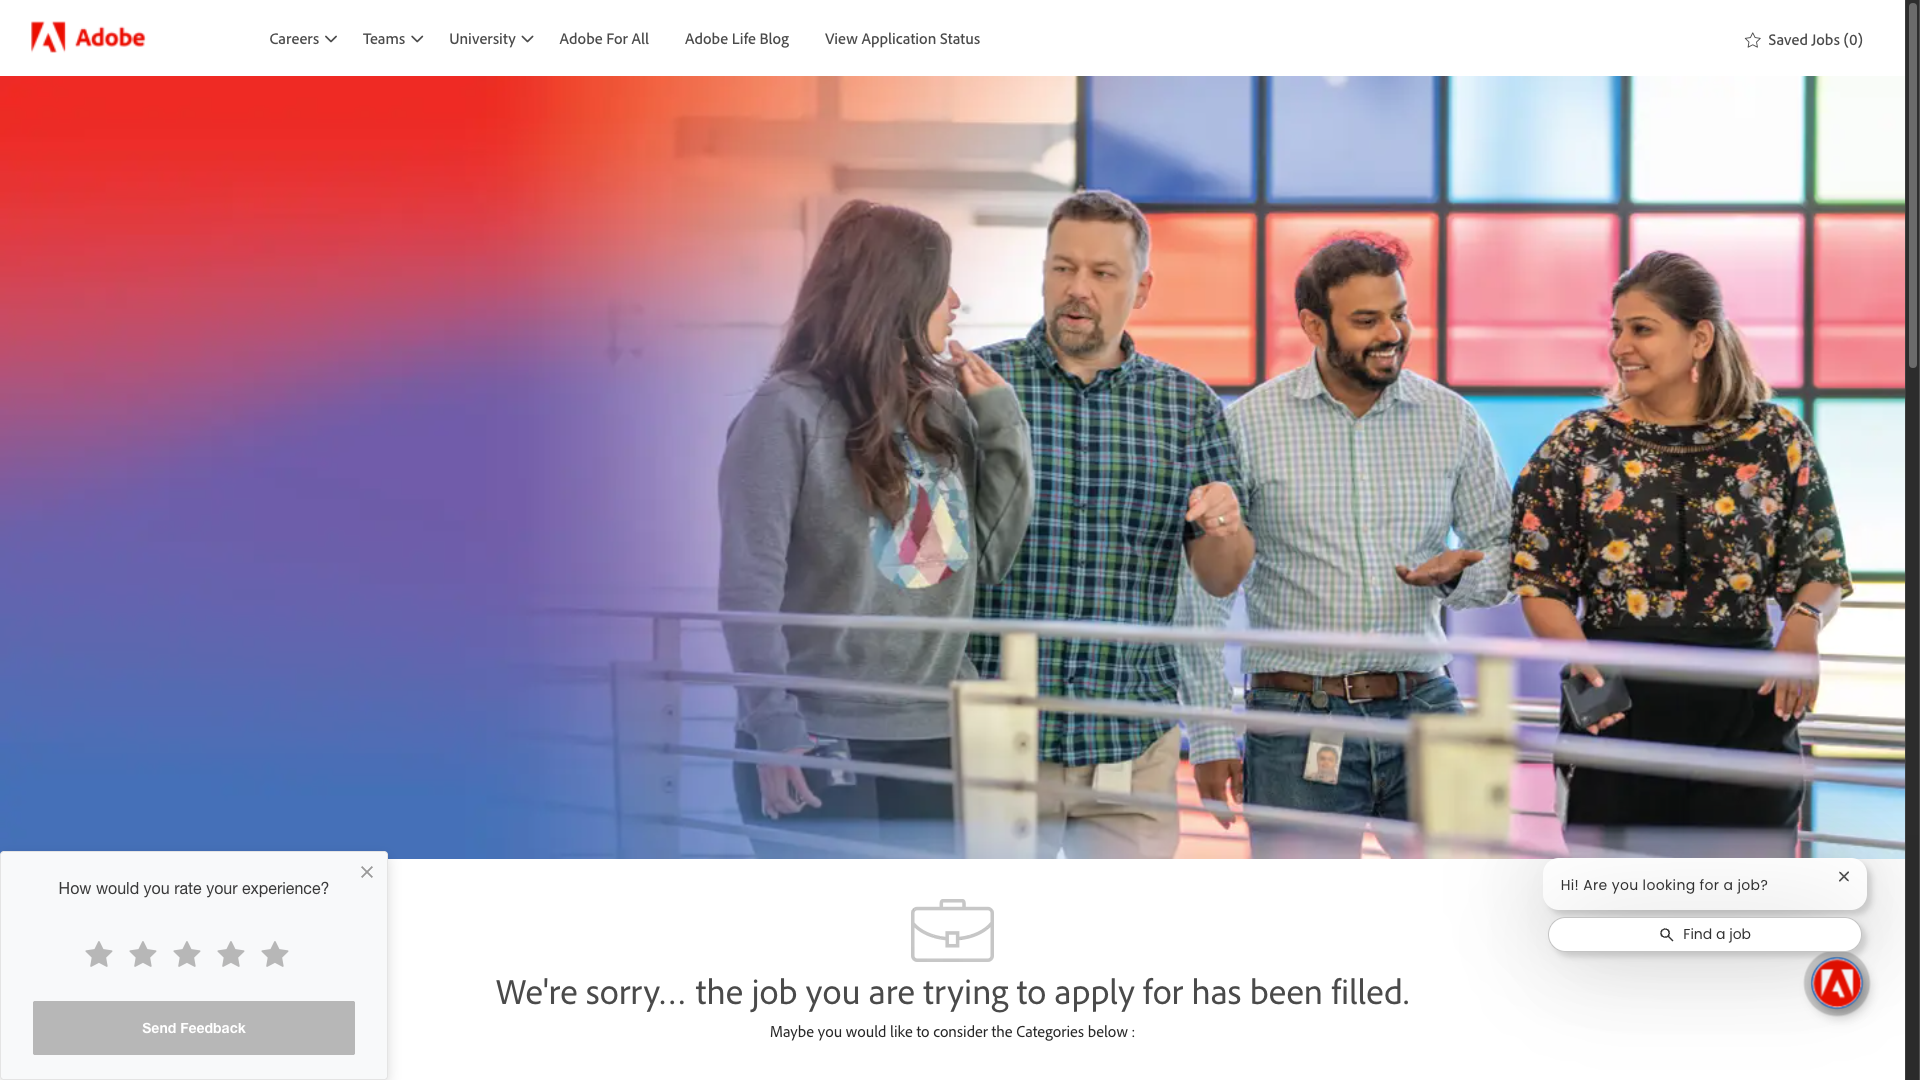 Adobe
Careers
Teams
University
Adobe For All
Adobe Life Blog
View Application Status
Saved Jobs (0)
How would you rate your experience?
Send Feedback
Hi! Are you looking for a job?
Find a job
We're sorry... the job you are trying to apply for has been filled.
Maybe you would like to consider the Categories below :